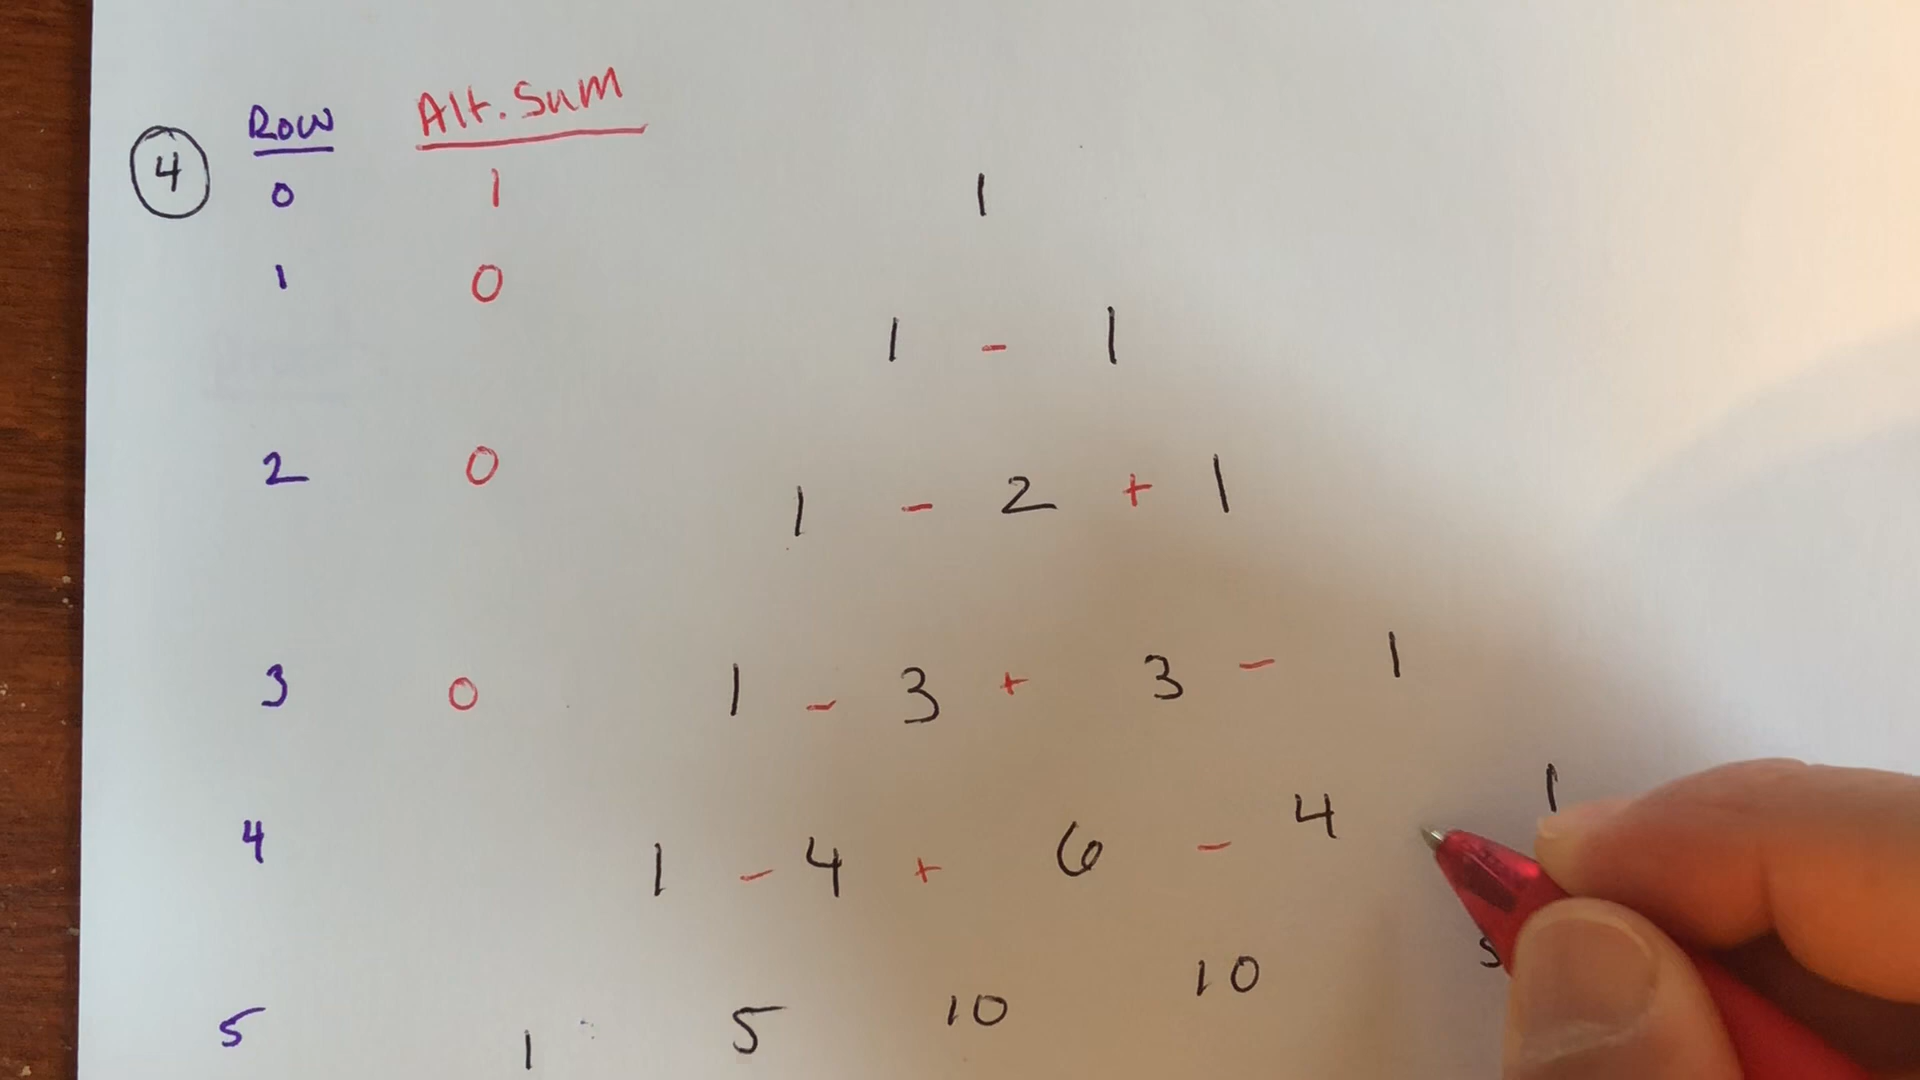 ④ Row Alt. Sum
0 1 1
1 0 1 - 1
2 0 1 - 2 + 1
3 0 1 - 3 + 3 - 1
4 1 - 4 + 6 - 4 1
5 1 5 10 10